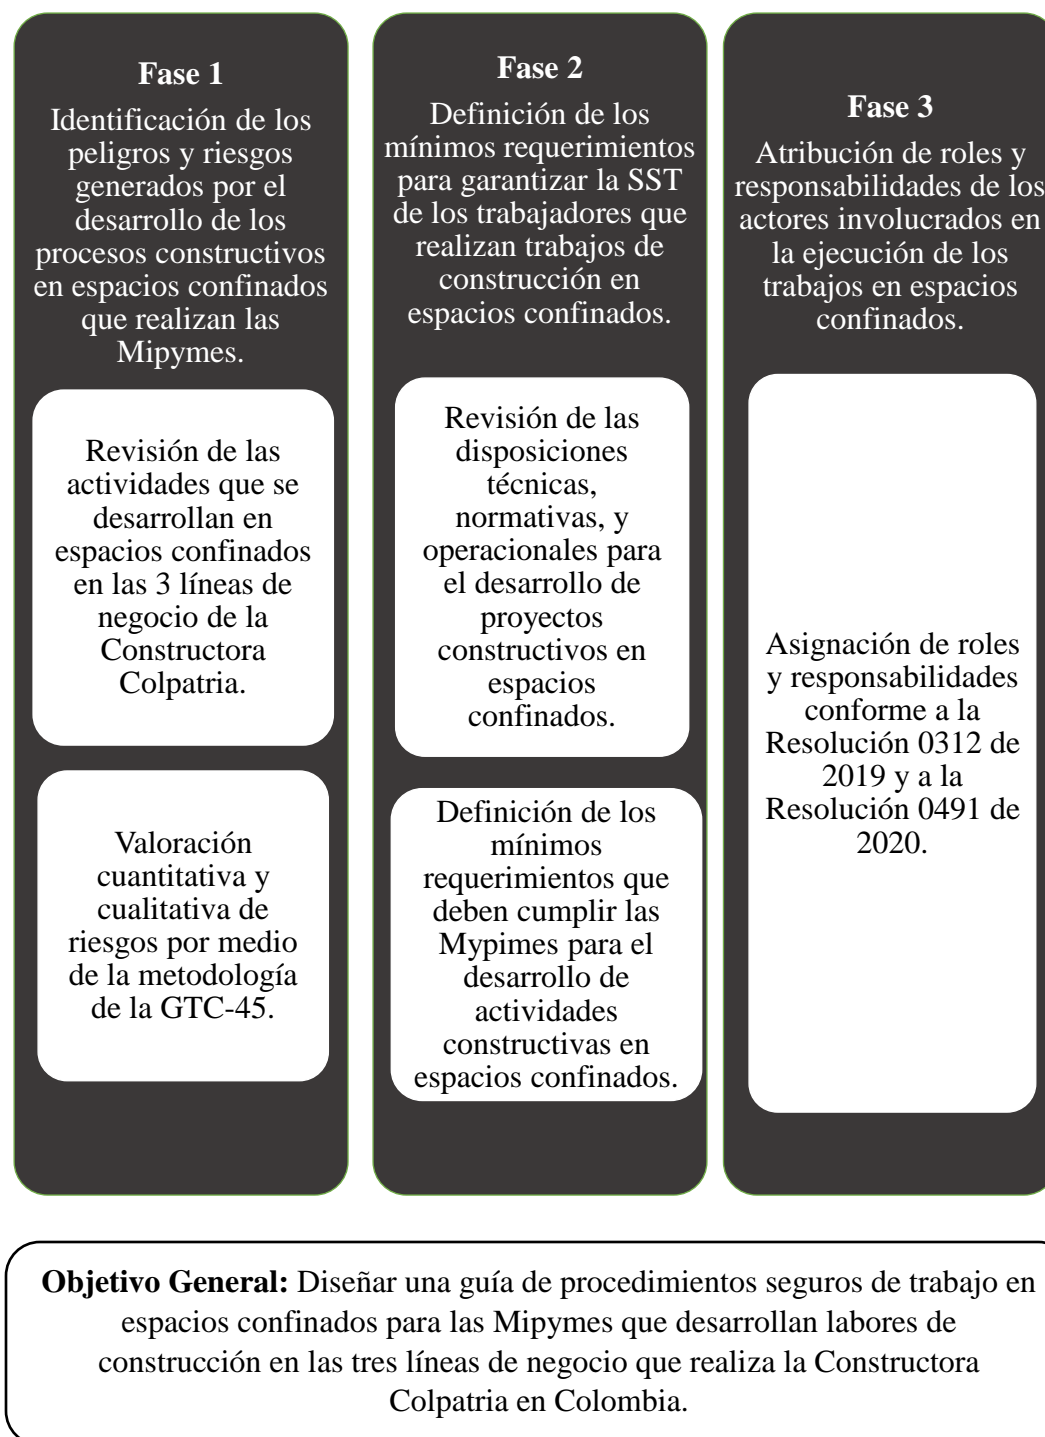 Fase 1
Identificación de los
peligros y riesgos
generados por el
desarrollo de los
procesos constructivos
en espacios confinados
que realizan las
Mipymes.
Revisión de las
actividades que se
desarrollan en
espacios confinados
en las 3 líneas de
negocio de la
Constructora
Colpatria.
Valoración
cuantitativa y
cualitativa de
riesgos por medio
de la metodología
de la GTC-45.
Fase 2
Definición de los
mínimos requerimientos
para garantizar la SST
de los trabajadores que
realizan trabajos de
construcción en
espacios confinados.
Revisión de las
disposiciones
técnicas,
normativas, y
operacionales para
el desarrollo de
proyectos
constructivos en
espacios
confinados.
Definición de los
mínimos
requerimientos que
deben cumplir las
Mypimes para el
desarrollo de
actividades
constructivas en
espacios confinados.
Fase 3
Atribución de roles y
responsabilidades de los
actores involucrados en
la ejecución de los
trabajos en espacios
confinados.
Asignación de roles
y responsabilidades
conforme a la
Resolución 0312 de
2019 y a la
Resolución 0491 de
2020.
Objetivo General: Diseñar una guía de procedimientos seguros de trabajo en
espacios confinados para las Mipymes que desarrollan labores de
construcción en las tres líneas de negocio que realiza la Constructora
Colpatria en Colombia.